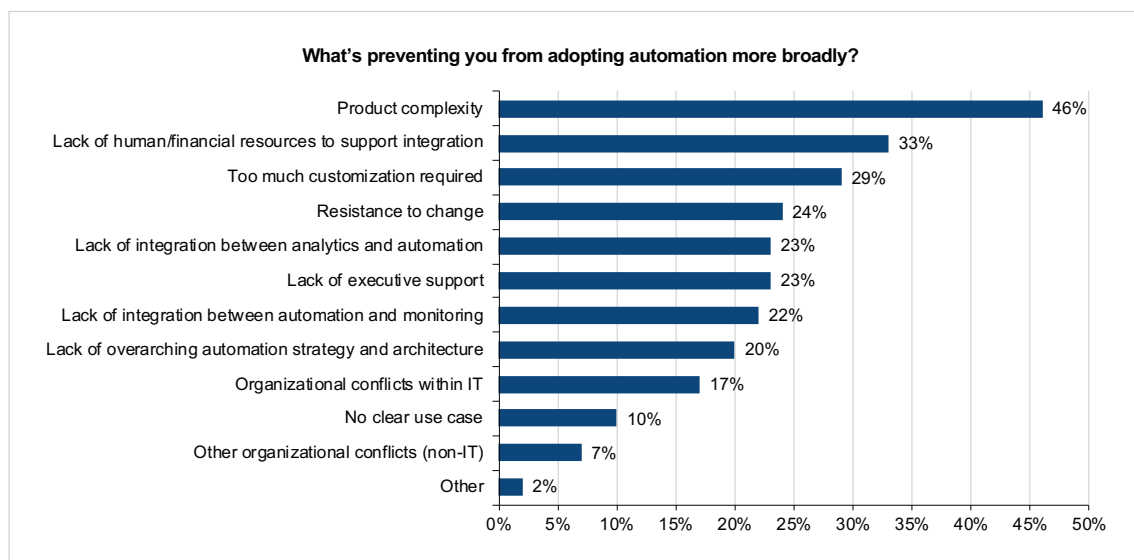 What's preventing you from adopting automation more broadly?
Product complexity 46%
Lack of human/financial resources to support integration 33%
Too much customization required 29%
Resistance to change 24%
Lack of integration between analytics and automation 23%
Lack of executive support 23%
Lack of integration between automation and monitoring 22%
Lack of overarching automation strategy and architecture 20%
Organizational conflicts within IT 17%
No clear use case 10%
Other organizational conflicts (non-IT) 7%
Other 2%
0% 5% 10% 15% 20% 25% 30% 35% 40% 45% 50%